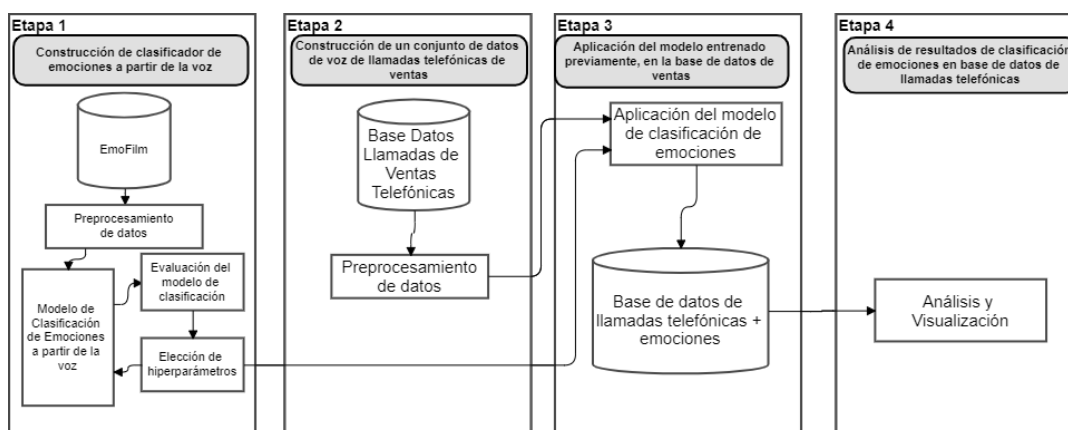 Etapa 1
Construcción de clasificador de
emociones a partir de la voz
EmoFilm
Preprocesamiento
de datos
Modelo de
Clasificación
de Emociones
a partir de la
voz
Evaluación del
modelo de
clasificación
Elección de
hiperparámetros
Etapa 2
Construcción de un conjunto de datos
de voz de llamadas telefónicas de
ventas
Base Datos
Llamadas de
Ventas
Telefónicas
Preprocesamiento
de datos
Etapa 3
Aplicación del modelo entrenado
previamente, en la base de datos de
ventas
Aplicación del modelo
de clasificación de
emociones
Base de datos de
llamadas telefónicas +
emociones
Etapa 4
Análisis de resultados de clasificación
de emociones en base de datos de
llamadas telefónicas
Análisis y
Visualización